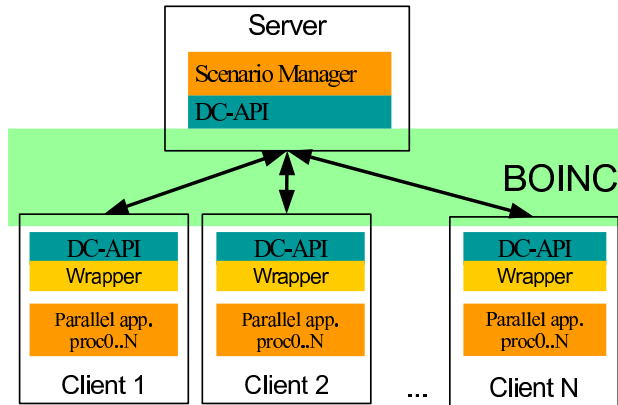 Server
Scenario Manager
DC-API
BOINC
DC-API
Wrapper
Parallel app.
proc0..N
Client 1
DC-API
Wrapper
Parallel app.
proc0..N
Client 2
...
DC-API
Wrapper
Parallel app.
proc0..N
Client N